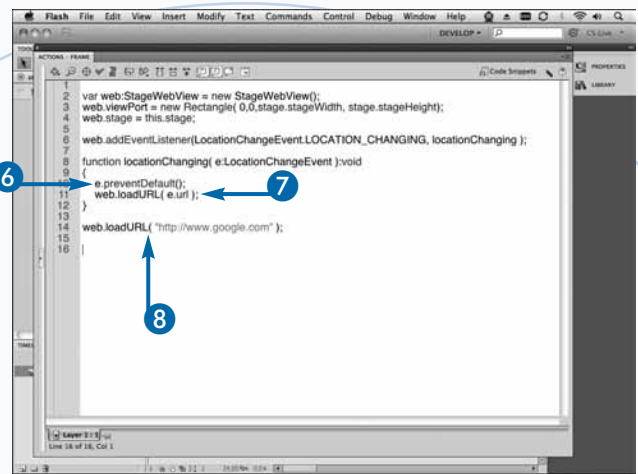 Flash File Edit View Insert Modify Text Commands Control Debug Window Help
DEVELOP
CS Live
TOOL
ACTIONS - FRAME
Code Snippets
PROPERTIES
LIBRARY
1
2 var web:StageWebView = new StageWebView();
3 web.viewPort = new Rectangle( 0,0,stage.stageWidth, stage.stageHeight);
4 web.stage = this.stage;
5
6 web.addEventListener(LocationChangeEvent.LOCATION_CHANGING, locationChanging );
7
8 function locationChanging( e:LocationChangeEvent ):void
9 {
10 e.preventDefault();
11 web.loadURL( e.url );
12 }
13
14 web.loadURL( "http://www.google.com" );
15
16
6
7
8
TIMEL
Layer 1 : 1
Line 16 of 16, Col 1